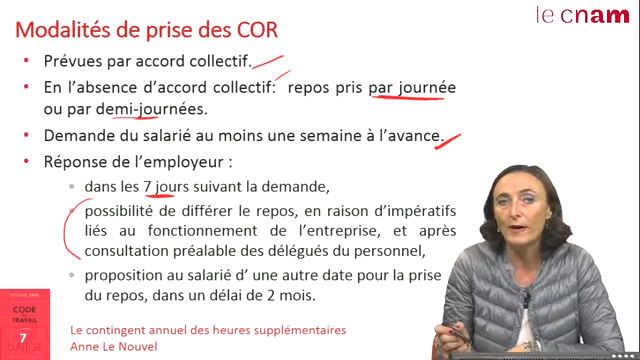 le cnam
Modalités de prise des COR
• Prévues par accord collectif.
• En l'absence d'accord collectif: repos pris par journée
ou par demi-journées.
• Demande du salarié au moins une semaine à l'avance.
• Réponse de l'employeur :
• dans les 7 jours suivant la demande,
• possibilité de différer le repos, en raison d'impératifs
liés au fonctionnement de l'entreprise, et après
consultation préalable des délégués du personnel,
• proposition au salarié d' une autre date pour la prise
du repos, dans un délai de 2 mois.
CODE
TRAVAIL
7
Le contingent annuel des heures supplémentaires
Anne Le Nouvel